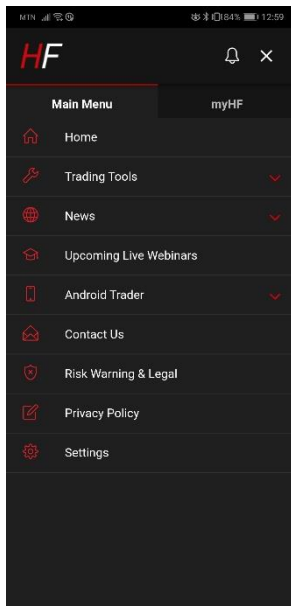 MTN 84% 12:59
HF
Main Menu myHF
Home
Trading Tools
News
Upcoming Live Webinars
Android Trader
Contact Us
Risk Warning & Legal
Privacy Policy
Settings